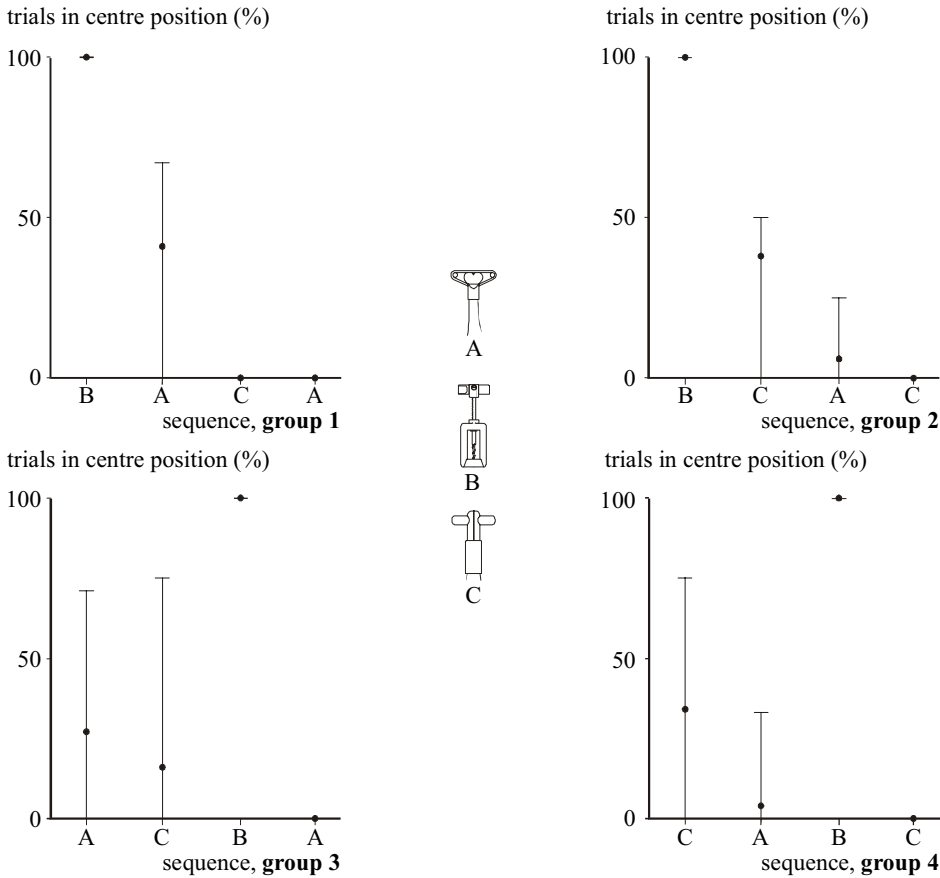 trials in centre position (%)
100
50
0
B A C A
sequence, group 1
trials in centre position (%)
100
50
0
B C A C
sequence, group 2
A
B
C
trials in centre position (%)
100
50
0
A C B A
sequence, group 3
trials in centre position (%)
100
50
0
C A B C
sequence, group 4